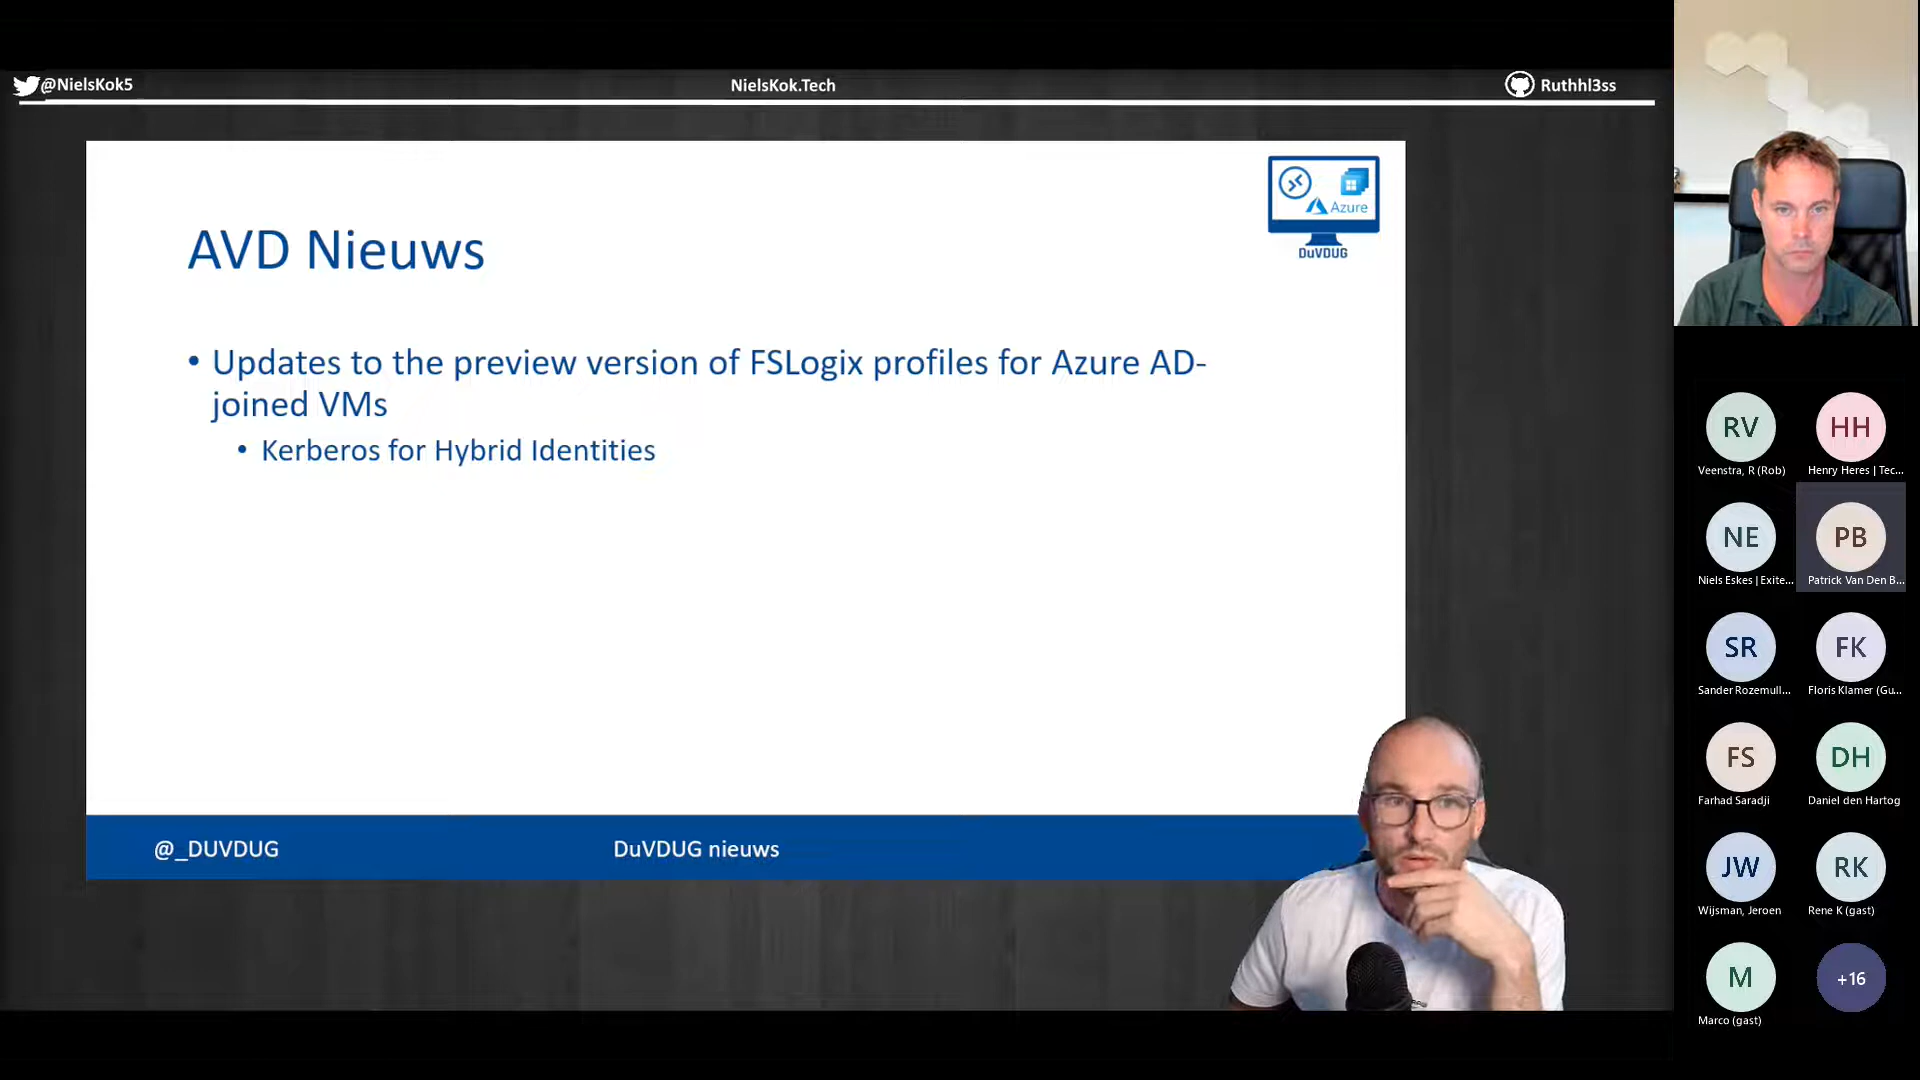 @NielsKok5
NielsKok.Tech
Ruthhl3ss
Azure
DuVDUG
AVD Nieuws
• Updates to the preview version of FSLogix profiles for Azure AD-
joined VMs
• Kerberos for Hybrid Identities
@_DUVDUG
DuVDUG nieuws
RV
HH
Veenstra, R (Rob)
Henry Heres | Tec...
NE
PB
Niels Eskes | Exite...
Patrick Van Den B...
SR
FK
Sander Rozemull...
Floris Klamer (Gu...
FS
DH
Farhad Saradji
Daniel den Hartog
JW
RK
Wijsman, Jeroen
Rene K (gast)
M
+16
Marco (gast)